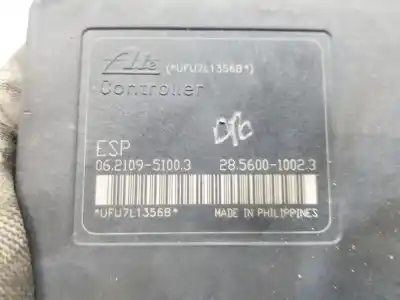 Ate (*UFU7L1356B*)
Controller
ESP
06.2109-5100.3 28.5600-1002.3
*UFU7L1356B* MADE IN PHILIPPINES